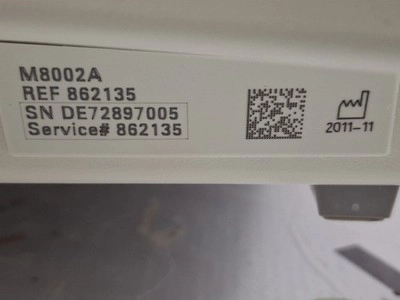 M8002A
REF 862135
SN DE72897005
Service# 862135
2011-11